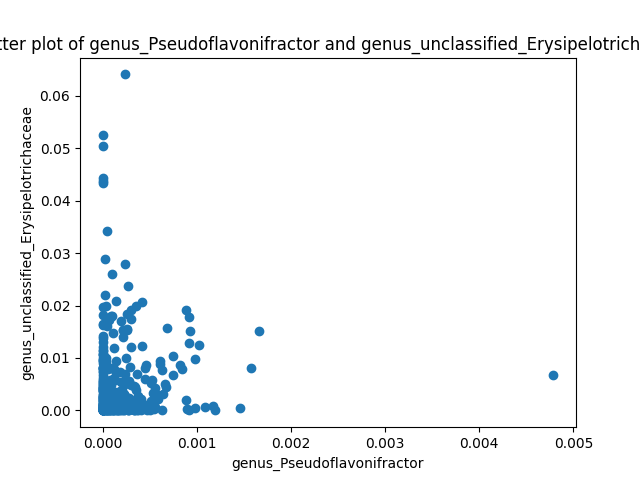 tter plot of genus_Pseudoflavonifractor and genus_unclassified_Erysipelotrich
0.06
0.05
0.04
0.03
0.02
0.01
0.00
genus_unclassified_Erysipelotrichaceae
0.000 0.001 0.002 0.003 0.004 0.005
genus_Pseudoflavonifractor